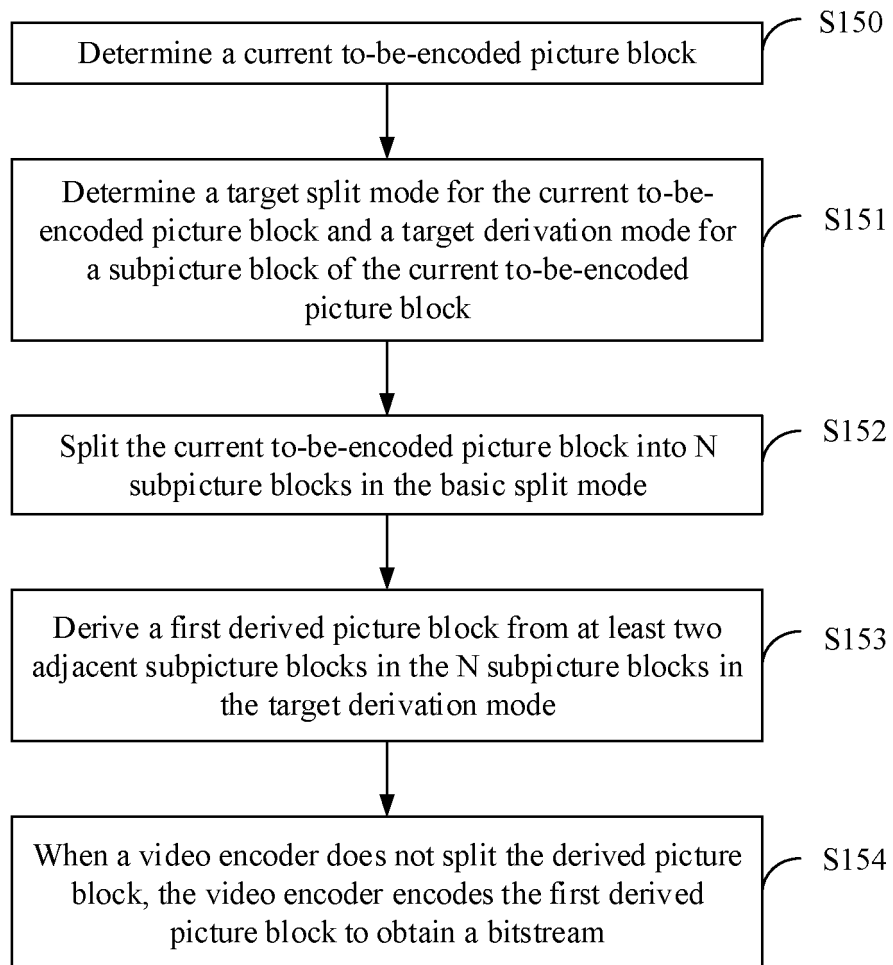 S150
Determine a current to-be-encoded picture block
Determine a target split mode for the current to-be-
encoded picture block and a target derivation mode for
a subpicture block of the current to-be-encoded
picture block
S151
Split the current to-be-encoded picture block into N
subpicture blocks in the basic split mode
S152
Derive a first derived picture block from at least two
adjacent subpicture blocks in the N subpicture blocks in
the target derivation mode
S153
When a video encoder does not split the derived picture
block, the video encoder encodes the first derived
picture block to obtain a bitstream
S154